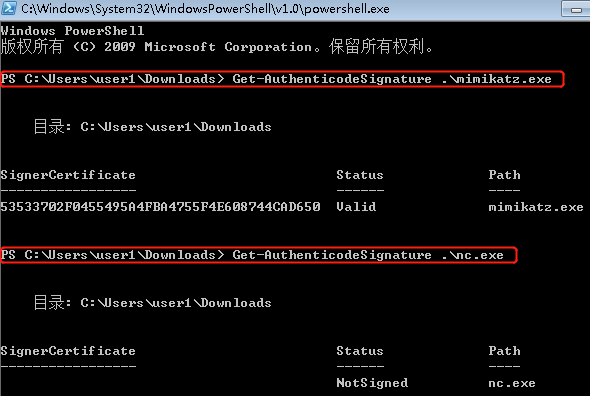 C:\Windows\System32\WindowsPowerShell\v1.0\powershell.exe
Windows PowerShell
版权所有 (C) 2009 Microsoft Corporation。保留所有权利。
PS C:\Users\user1\Downloads> Get-AuthenticodeSignature .\mimikatz.exe
目录: C:\Users\user1\Downloads
SignerCertificate Status Path
----------------- ------ ----
53533702F0455495A4FBA4755F4E608744CAD650 Valid mimikatz.exe
PS C:\Users\user1\Downloads> Get-AuthenticodeSignature .\nc.exe
目录: C:\Users\user1\Downloads
SignerCertificate Status Path
----------------- ------ ----
NotSigned nc.exe